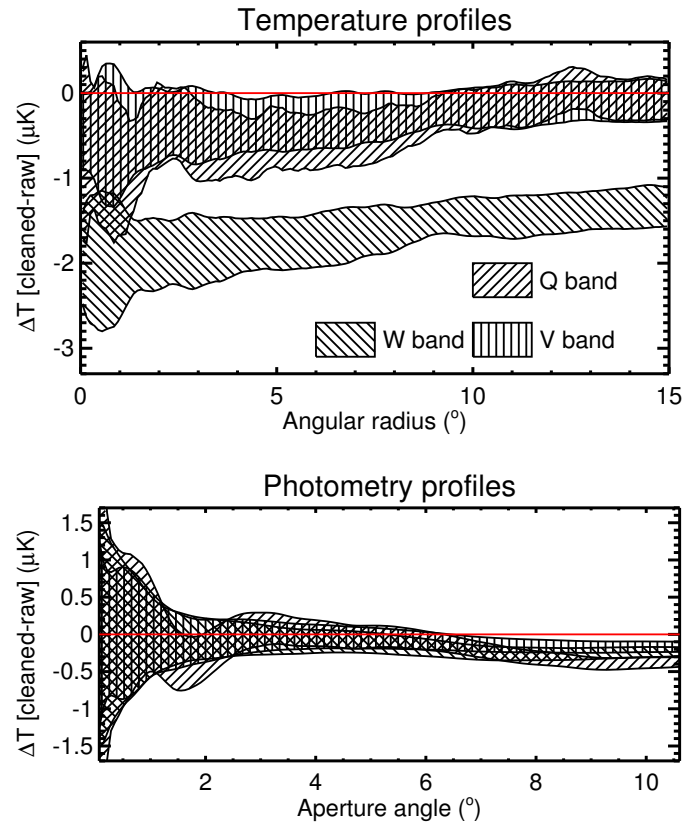 Temperature profiles
ΔT [cleaned-raw] (μK)
0
-1
-2
-3
Q band
W band
V band
0 5 10 15
Angular radius (°)
Photometry profiles
ΔT [cleaned-raw] (μK)
1.5
1
0.5
0
-0.5
-1
-1.5
2 4 6 8 10
Aperture angle (°)